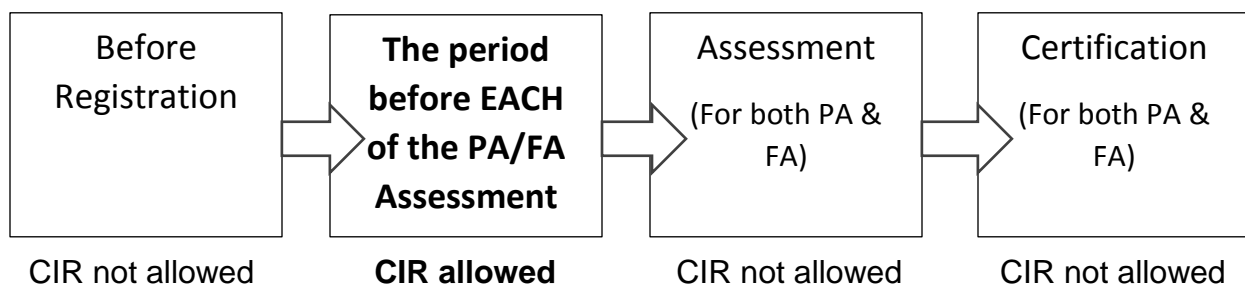 Before
Registration
The period
before EACH
of the PA/FA
Assessment
Assessment
(For both PA &
FA)
Certification
(For both PA &
FA)
CIR not allowed
CIR allowed
CIR not allowed
CIR not allowed